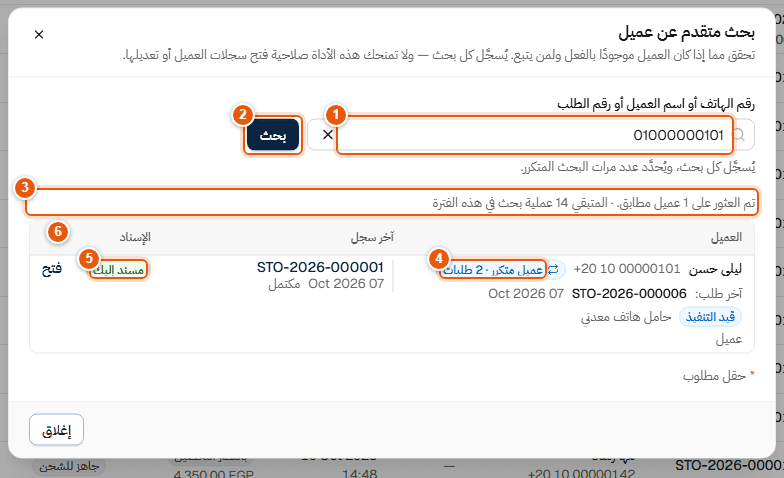 بحث متقدم عن عميل
تحقق مما إذا كان العميل موجودًا بالفعل ولمن يتبع. يُسجَّل كل بحث — ولا تمنحك هذه الأداة صلاحية فتح سجلات العميل أو تعديلها.
رقم الهاتف أو اسم العميل أو رقم الطلب
1
2
01000000101
بحث
يُسجَّل كل بحث، ويُحدَّد عدد مرات البحث المتكرر.
3
تم العثور على 1 عميل مطابق. · المتبقي 14 عملية بحث في هذه الفترة
6
العميل
آخر سجل
الإسناد
4
5
ليلى حسن
+20 10 00000101
عميل متكرر · 2 طلبات
STO-2026-000001
مسند إليك
فتح
07 Oct 2026 مكتمل
آخر طلب: STO-2026-000006 07 Oct 2026
قيد التنفيذ
حامل هاتف معدني
عميل
* حقل مطلوب
إغلاق
جاهز للشحن
4,350.00 EGP
14:48
—
+20 10 00000142
STO-2026-000